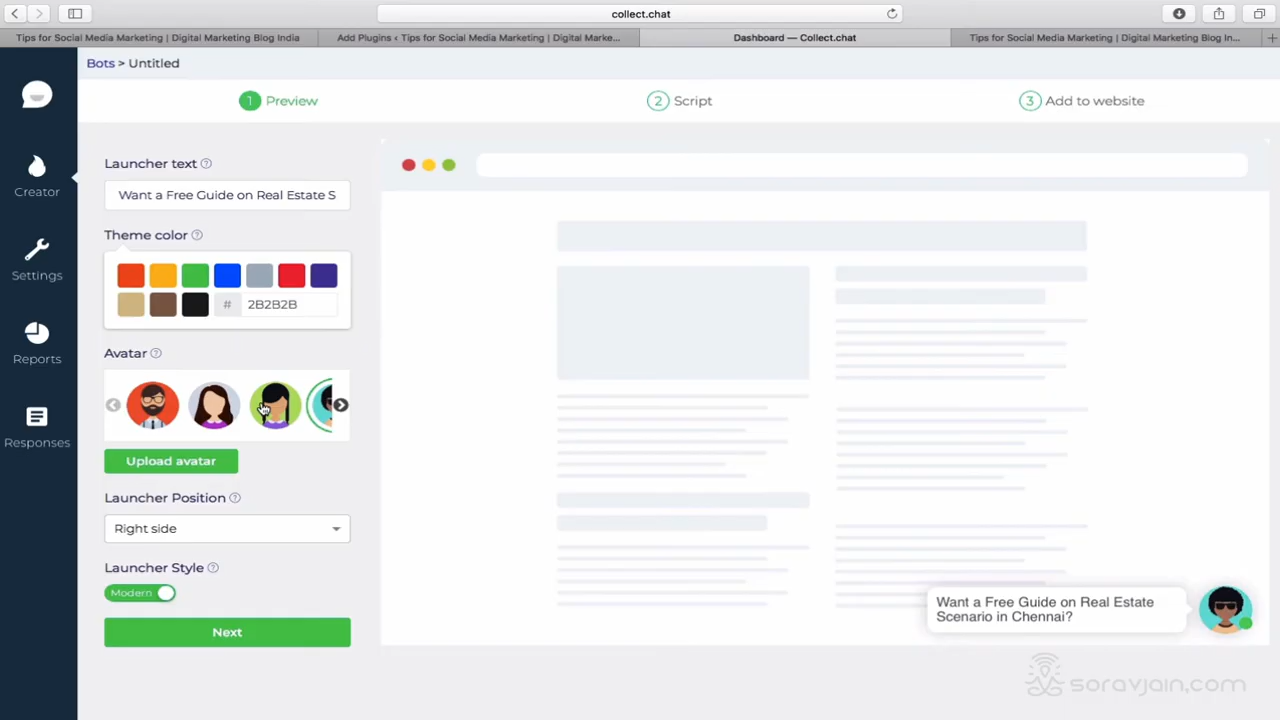 collect.chat
Tips for Social Media Marketing | Digital Marketing Blog India
Add Plugins ‹ Tips for Social Media Marketing | Digital Marke...
Dashboard — Collect.chat
Tips for Social Media Marketing | Digital Marketing Blog In...
Bots > Untitled
1 Preview
2 Script
3 Add to website
Creator
Settings
Reports
Responses
Launcher text ?
Want a Free Guide on Real Estate S
Theme color ?
# 2B2B2B
Avatar ?
Upload avatar
Launcher Position ?
Right side
Launcher Style ?
Modern
Next
Want a Free Guide on Real Estate
Scenario in Chennai?
soravjain.com